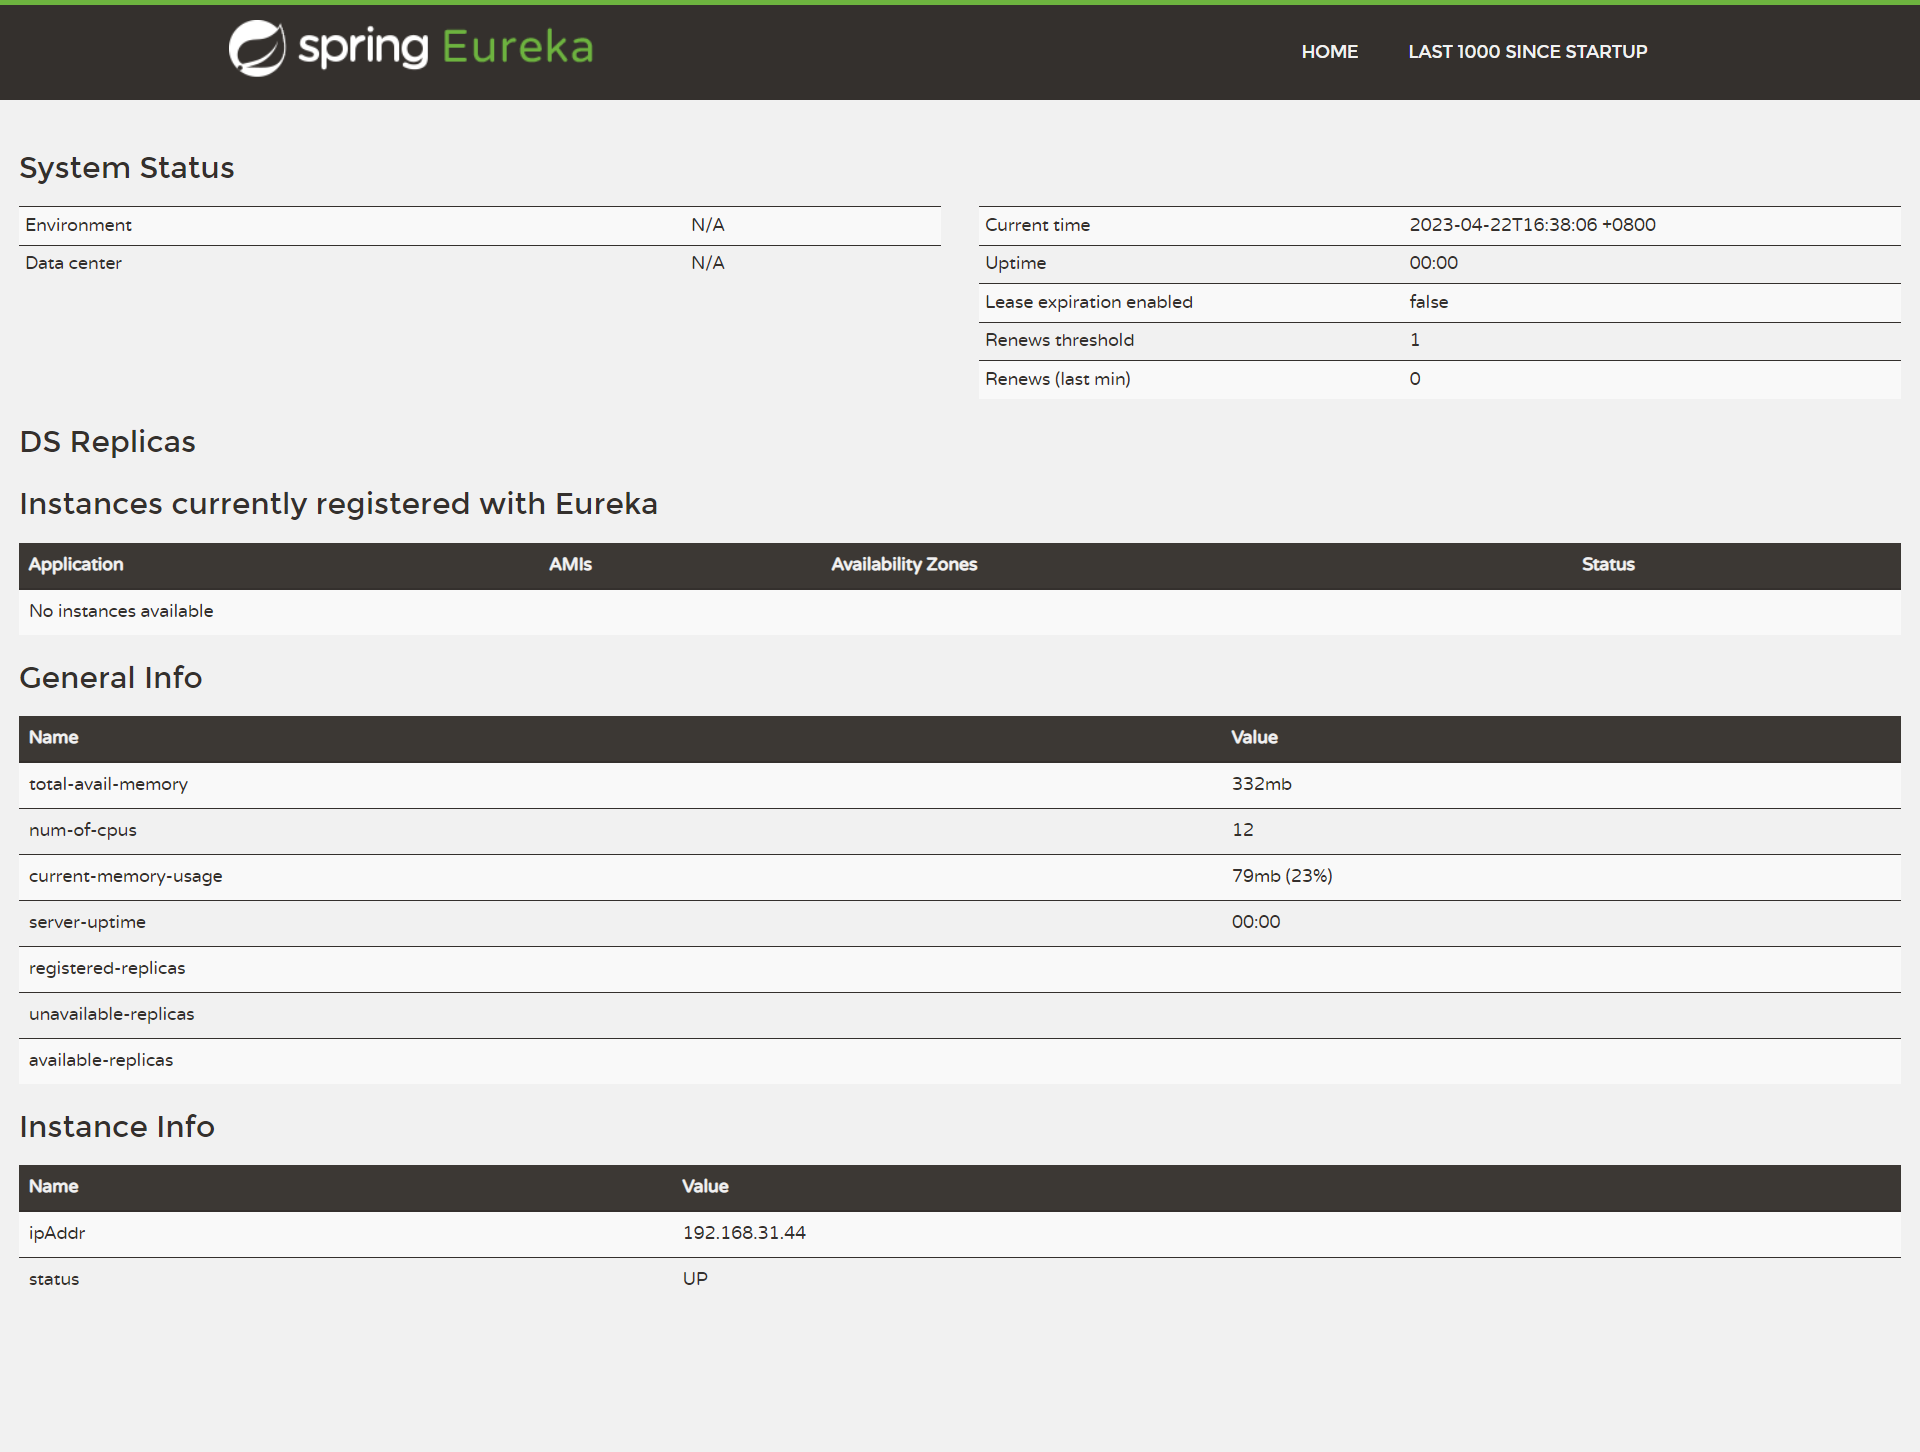 spring Eureka
HOME LAST 1000 SINCE STARTUP
System Status
Environment N/A
Data center N/A
Current time 2023-04-22T16:38:06 +0800
Uptime 00:00
Lease expiration enabled false
Renews threshold 1
Renews (last min) 0
DS Replicas
Instances currently registered with Eureka
Application AMIs Availability Zones Status
No instances available
General Info
Name Value
total-avail-memory 332mb
num-of-cpus 12
current-memory-usage 79mb (23%)
server-uptime 00:00
registered-replicas
unavailable-replicas
available-replicas
Instance Info
Name Value
ipAddr 192.168.31.44
status UP